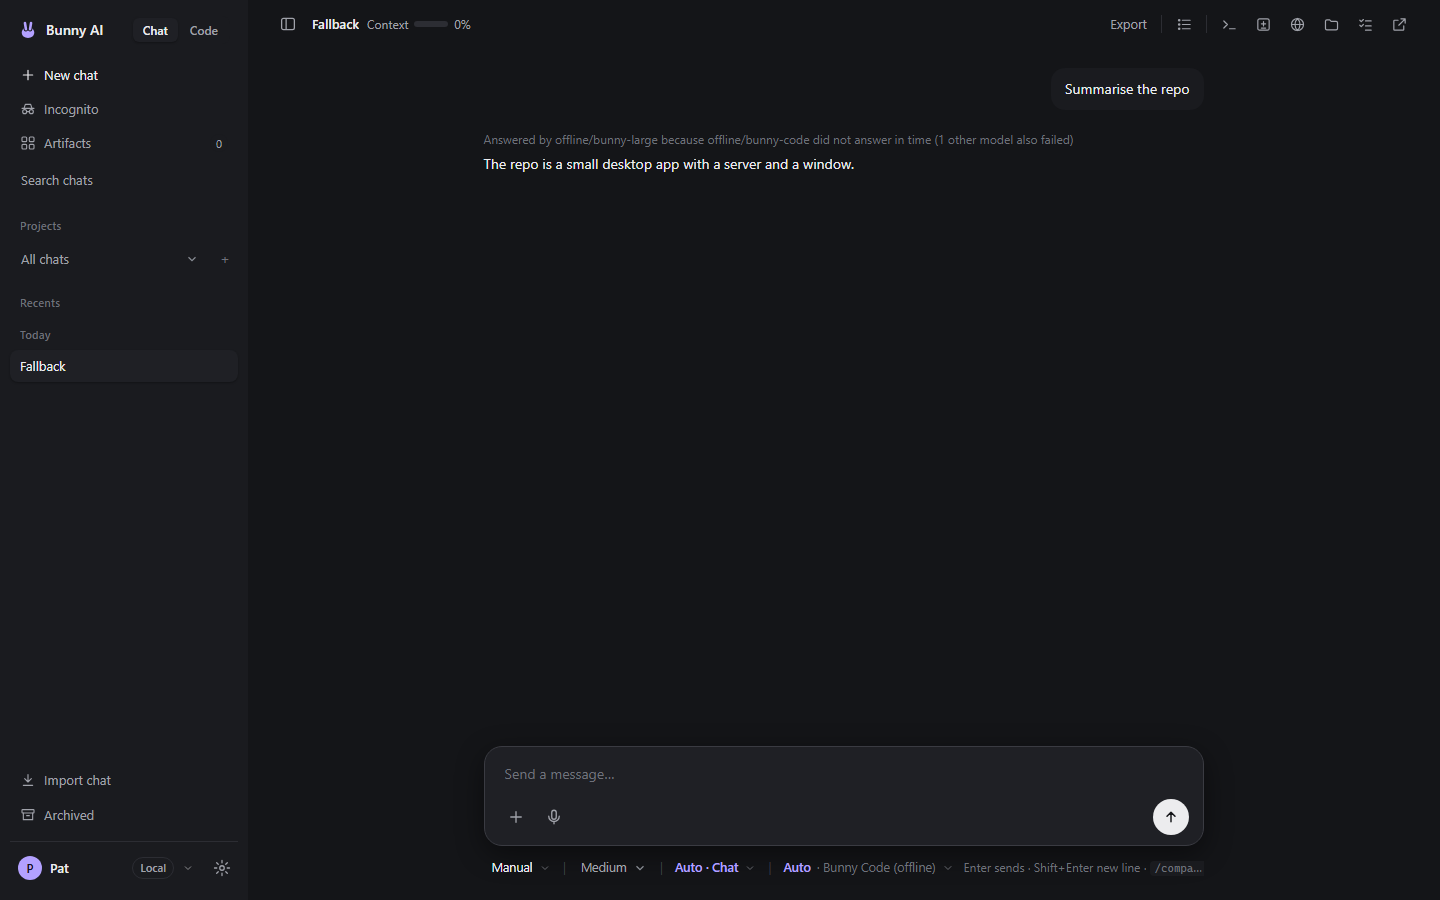 Bunny AI
Chat
Code
New chat
Incognito
Artifacts 0
Search chats
Projects
All chats +
Recents
Today
Fallback
Import chat
Archived
P Pat Local
Fallback Context 0%
Export
Summarise the repo
Answered by offline/bunny-large because offline/bunny-code did not answer in time (1 other model also failed)
The repo is a small desktop app with a server and a window.
Send a message...
Manual | Medium | Auto · Chat | Auto · Bunny Code (offline) Enter sends · Shift+Enter new line · /compa...